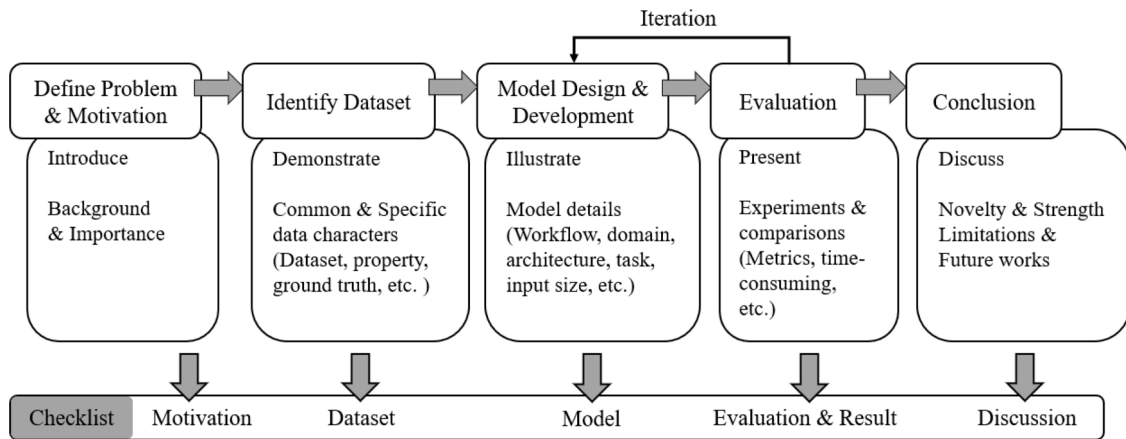 Iteration
Define Problem
& Motivation
Identify Dataset
Model Design &
Development
Evaluation
Conclusion
Introduce
Background
& Importance
Demonstrate
Common & Specific
data characters
(Dataset, property,
ground truth, etc. )
Illustrate
Model details
(Workflow, domain,
architecture, task,
input size, etc.)
Present
Experiments &
comparisons
(Metrics, time-
consuming,
etc.)
Discuss
Novelty & Strength
Limitations &
Future works
Checklist
Motivation
Dataset
Model
Evaluation & Result
Discussion